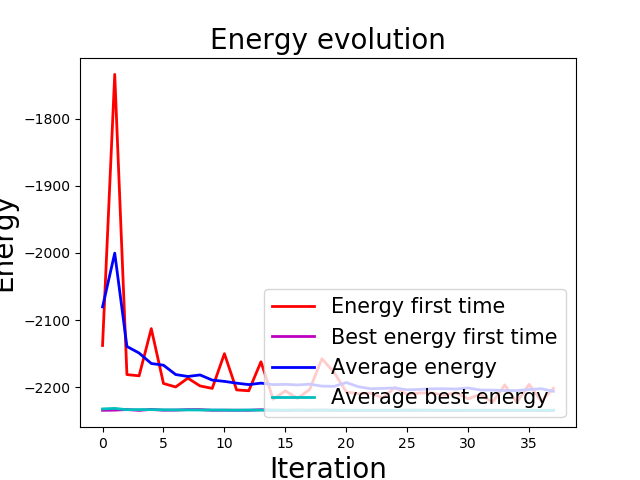 Energy evolution
Energy
−1800
−1900
−2000
−2100
−2200
Energy first time
Best energy first time
Average energy
Average best energy
0
5
10
15
20
25
30
35
Iteration